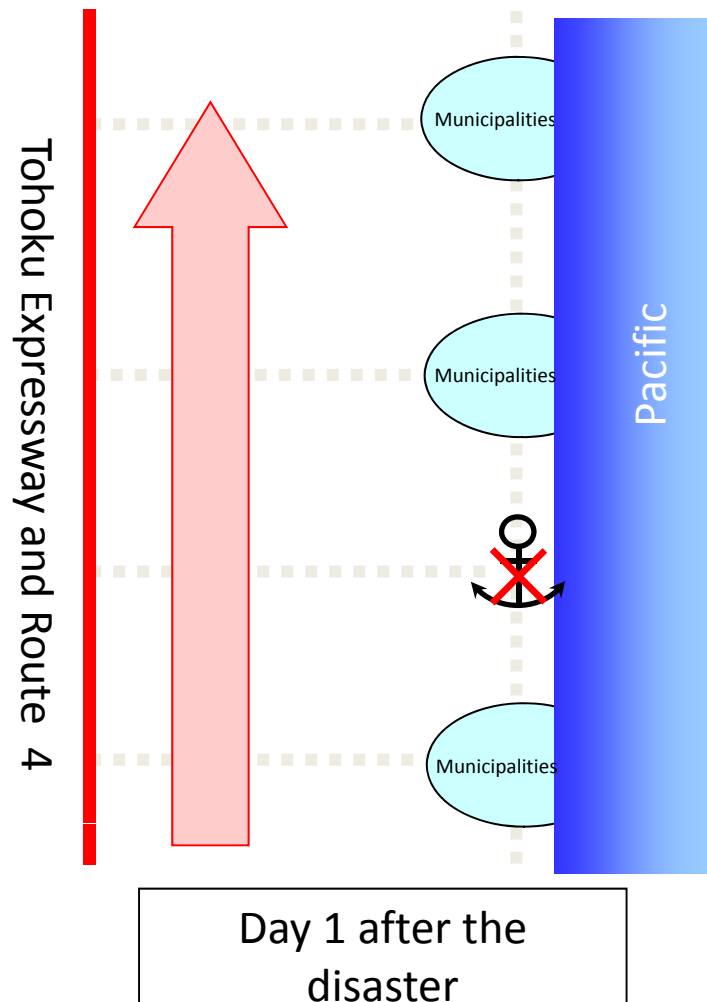 Tohoku Expressway and Route 4
Municipalities
Municipalities
Pacific
Municipalities
Day 1 after the
disaster